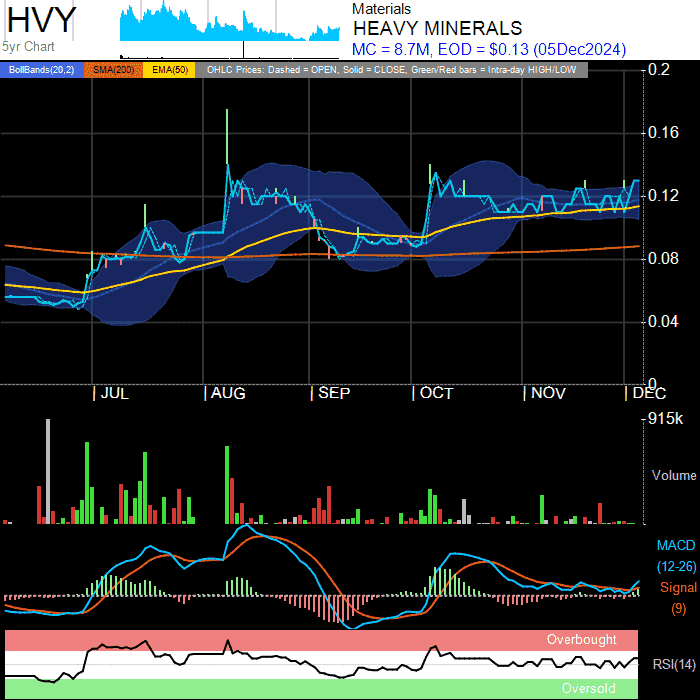 HVY
5yr Chart
Materials
HEAVY MINERALS
MC = 8.7M, EOD = $0.13 (05Dec2024)
BollBands(20,2) SMA(200) EMA(50) OHLC Prices: Dashed = OPEN, Solid = CLOSE, Green/Red bars = Intra-day HIGH/LOW
0.2
0.16
0.12
0.08
0.04
0
JUL AUG SEP OCT NOV DEC
915k
Volume
MACD
(12-26)
Signal
(9)
Overbought
RSI(14)
Oversold